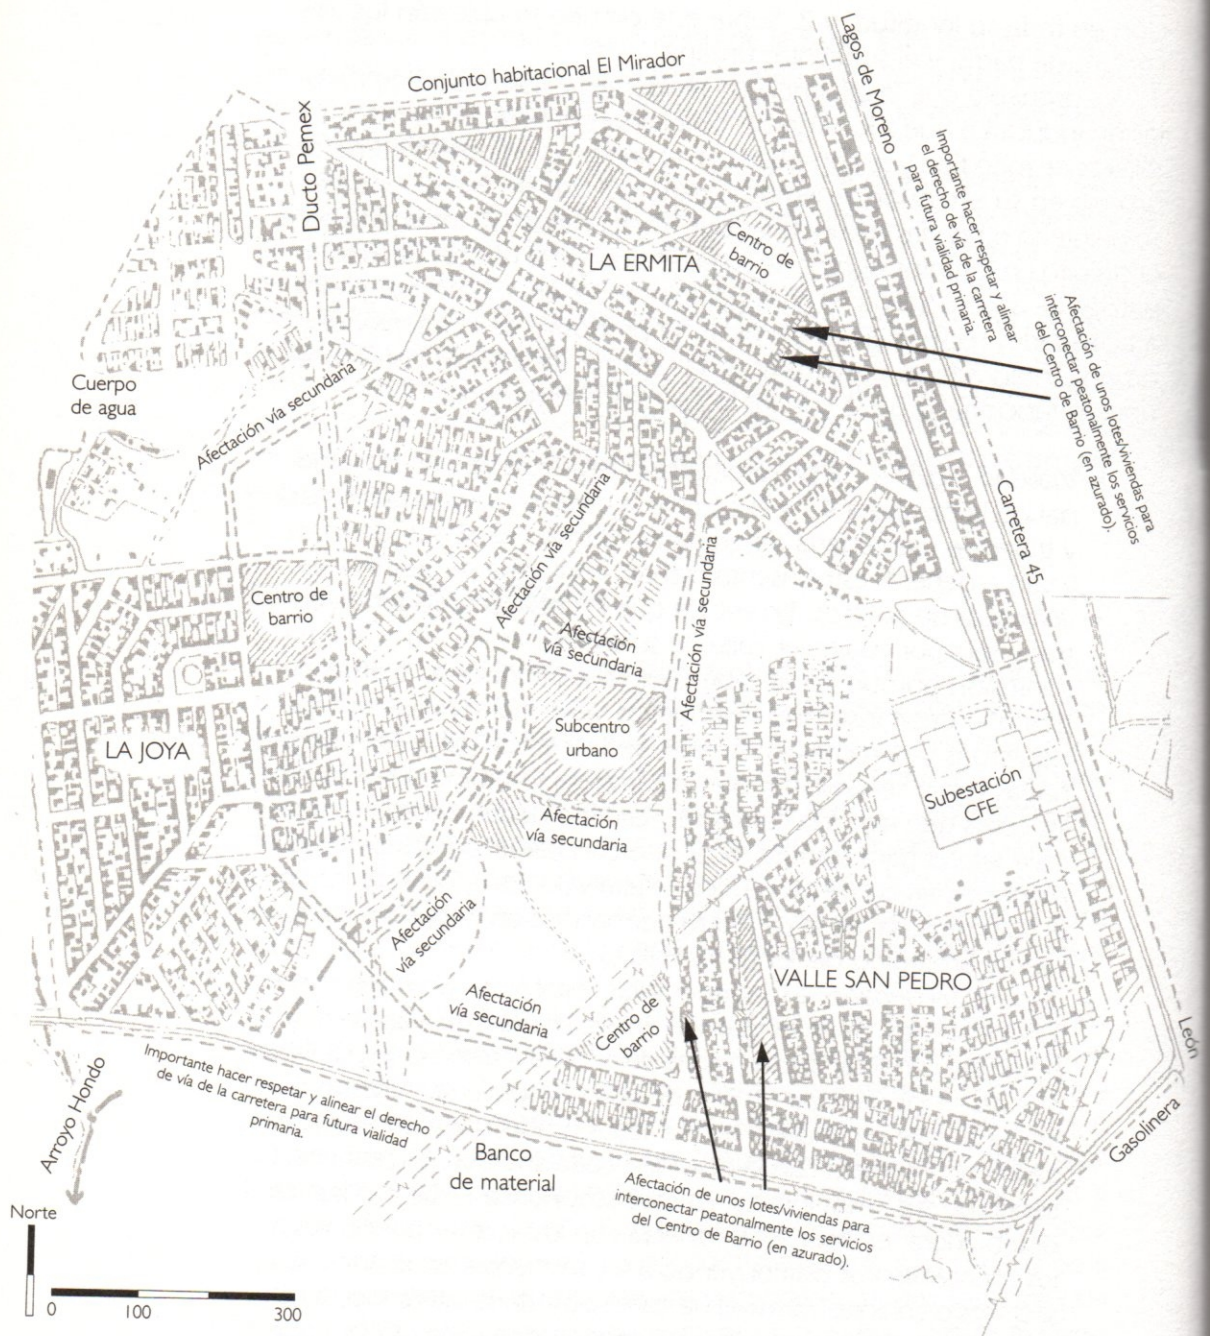 Conjunto habitacional El Mirador
Lagos de Moreno
Ducto Pemex
Importante hacer respetar y alinear
el derecho de vía de la carretera
para futura vialidad primaria.
Centro de
barrio
LA ERMITA
Afectación de unos lotes/viviendas para
interconectar peatonalmente los servicios
del Centro de Barrio (en azurado).
Cuerpo
de agua
Afectación vía secundaria
Afectación vía secundaria
Carretera 45
Afectación vía secundaria
Centro de
barrio
Afectación
vía secundaria
Subcentro
urbano
LA JOYA
Subestación
CFE
Afectación
vía secundaria
Afectación
vía secundaria
VALLE SAN PEDRO
Afectación
vía secundaria
Centro de
barrio
León
Importante hacer respetar y alinear el derecho
de vía de la carretera para futura vialidad
primaria.
Arroyo Hondo
Gasolinera
Banco
de material
Afectación de unos lotes/viviendas para
interconectar peatonalmente los servicios
del Centro de Barrio (en azurado).
Norte
0 100 300